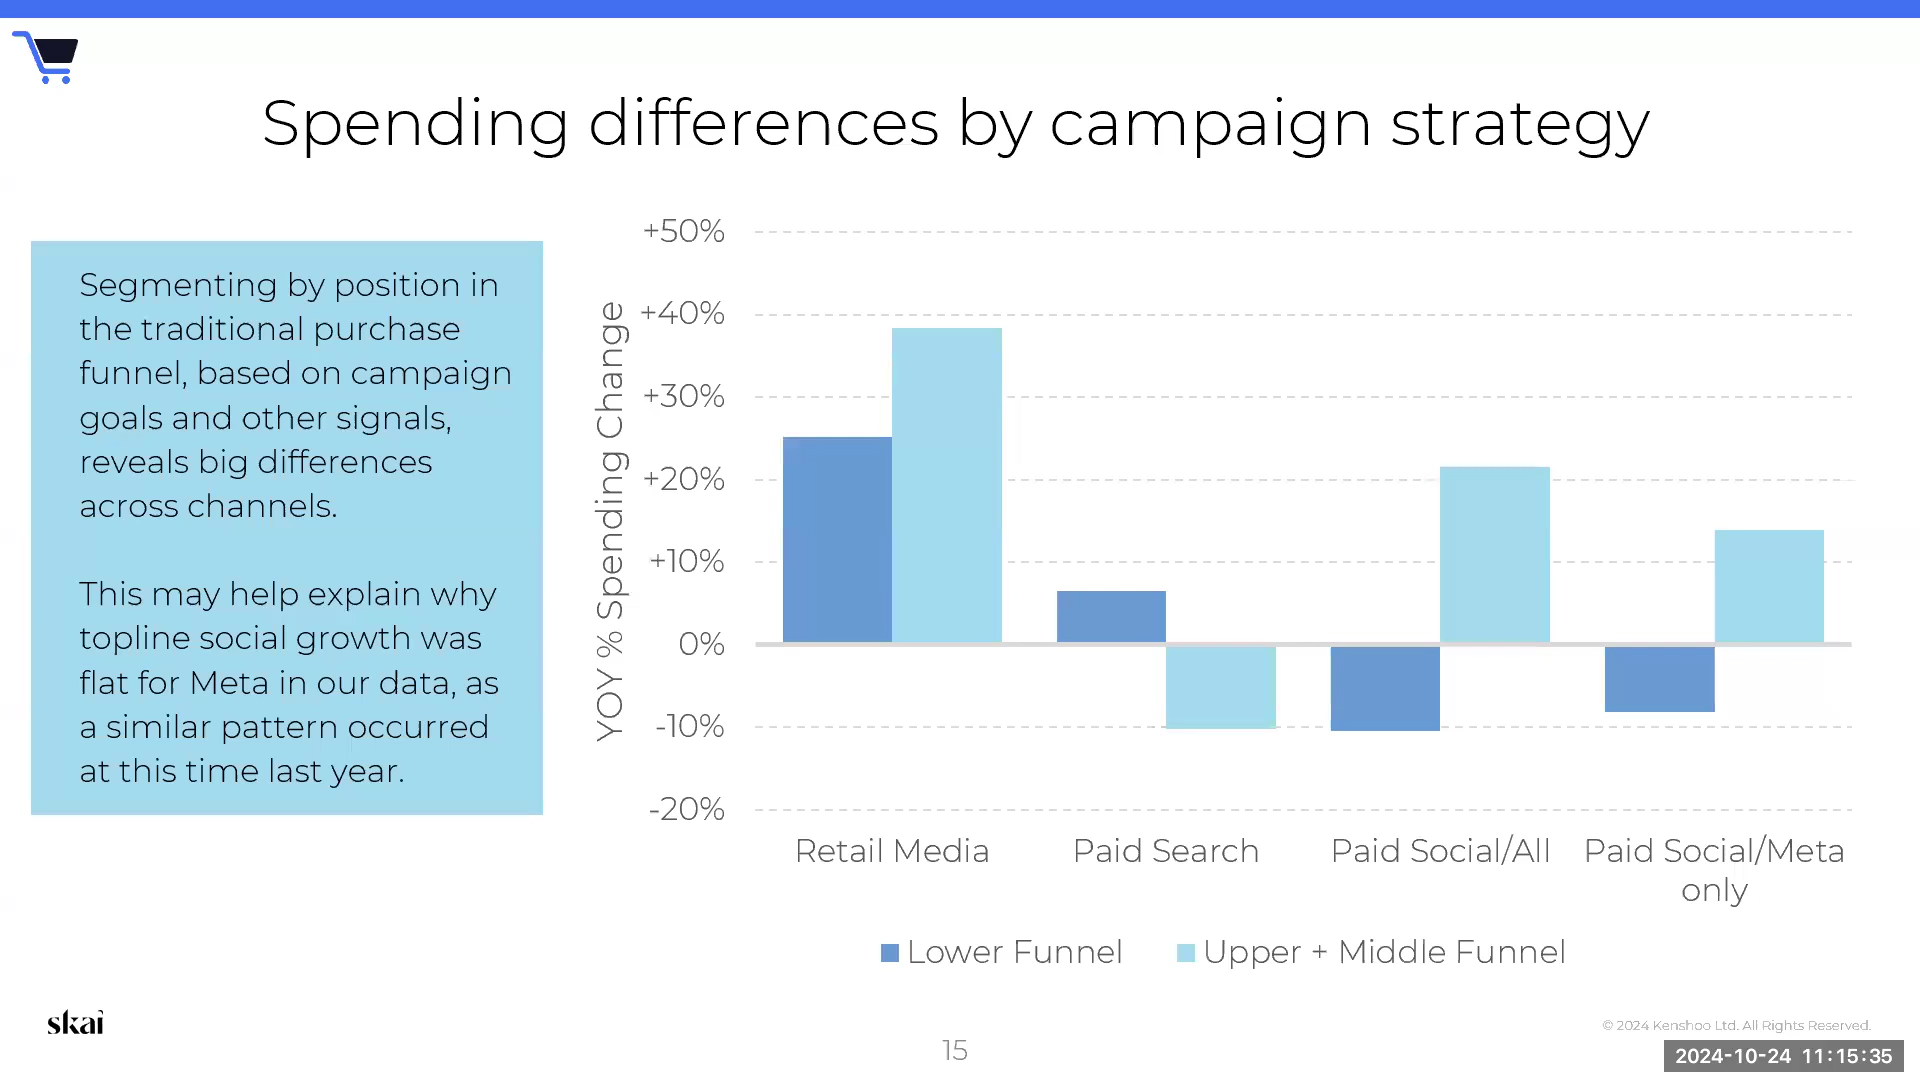 Spending differences by campaign strategy
Segmenting by position in
the traditional purchase
funnel, based on campaign
goals and other signals,
reveals big differences
across channels.
This may help explain why
topline social growth was
flat for Meta in our data, as
a similar pattern occurred
at this time last year.
YOY % Spending Change
+50%
+40%
+30%
+20%
+10%
0%
-10%
-20%
Retail Media
Paid Search
Paid Social/All
Paid Social/Meta
only
Lower Funnel
Upper + Middle Funnel
skai
15
© 2024 Kenshoo Ltd. All Rights Reserved.
2024-10-24 11:15:35